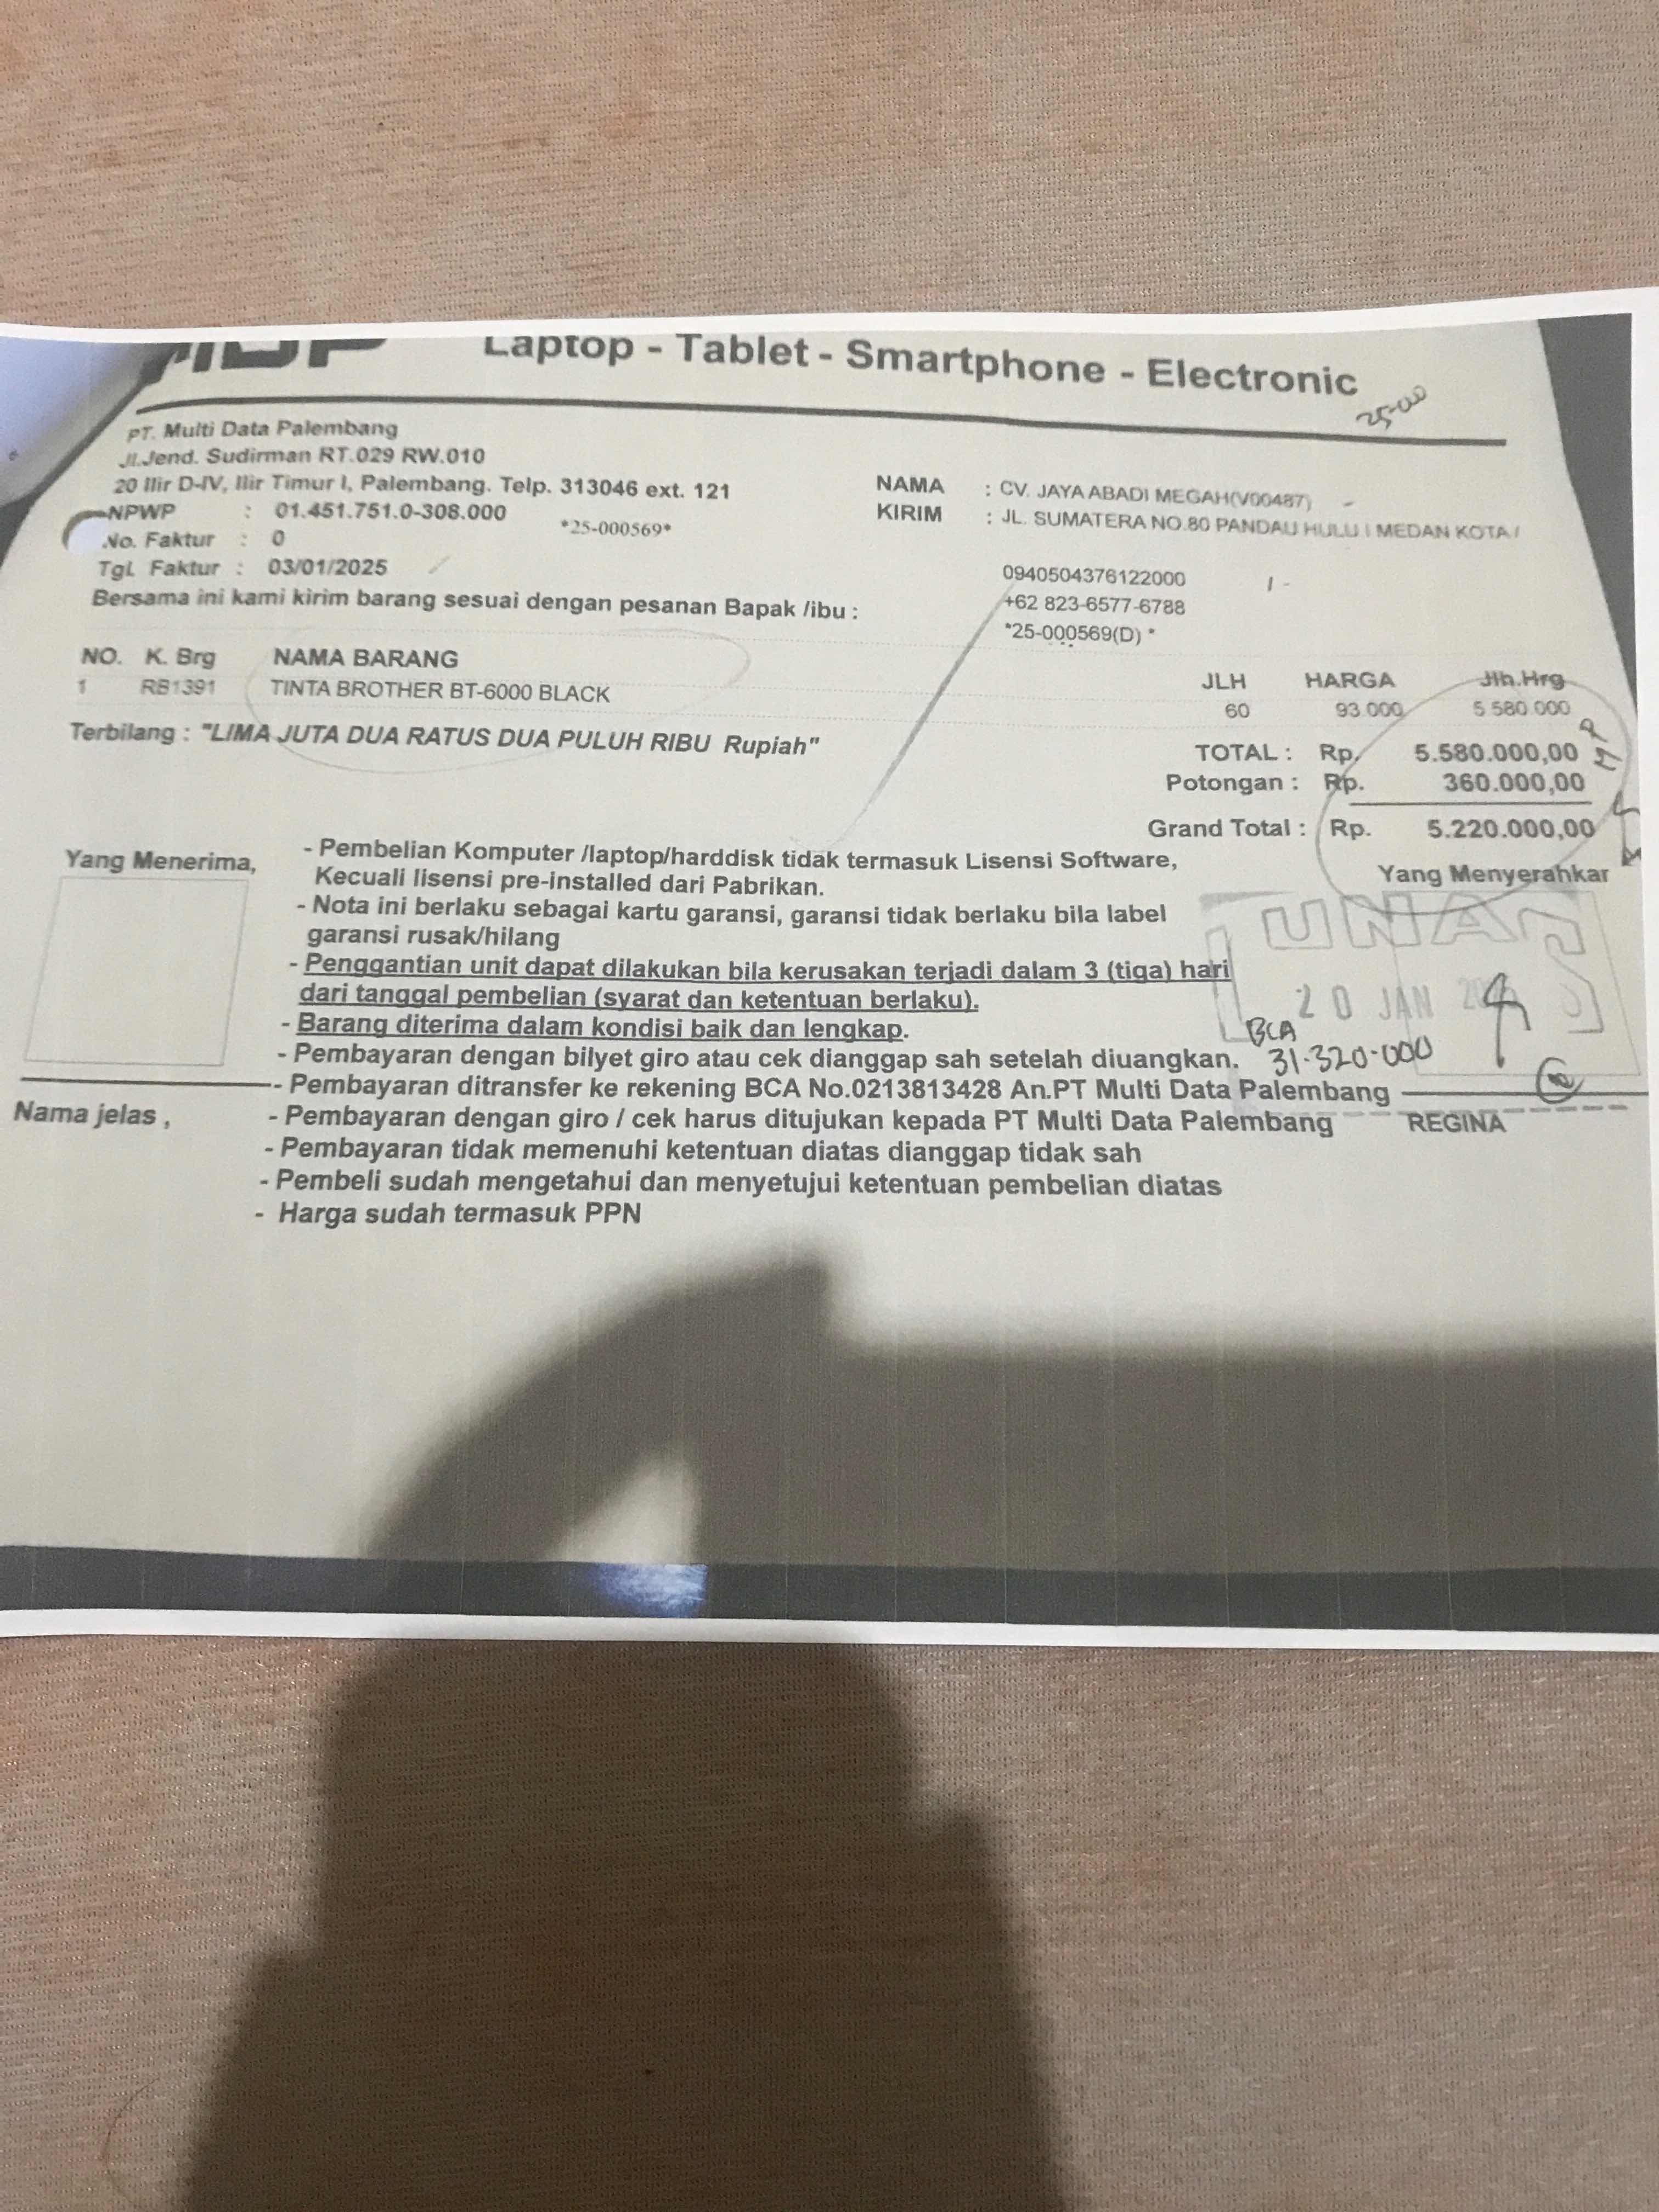 Laptop - Tablet - Smartphone - Electronic
25-00
PT. Multi Data Palembang
Jl.Jend. Sudirman RT.029 RW.010
20 Ilir D-IV, Ilir Timur I, Palembang. Telp. 313046 ext. 121
NPWP : 01.451.751.0-308.000
*25-000569*
No. Faktur : 0
Tgl. Faktur : 03/01/2025
NAMA : CV. JAYA ABADI MEGAH(V00487)
KIRIM : JL. SUMATERA NO.80 PANDAU HULU I MEDAN KOTA /
0940504376122000
+62 823-6577-6788
*25-000569(D) *
Bersama ini kami kirim barang sesuai dengan pesanan Bapak /ibu :
NO. K. Brg NAMA BARANG JLH HARGA Jlh.Hrg
1 RB1391 TINTA BROTHER BT-6000 BLACK 60 93.000 5.580.000
Terbilang : "LIMA JUTA DUA RATUS DUA PULUH RIBU Rupiah"
TOTAL : Rp. 5.580.000,00
Potongan : Rp. 360.000,00
Grand Total : Rp. 5.220.000,00
Yang Menerima,
Yang Menyerahkar
- Pembelian Komputer /laptop/harddisk tidak termasuk Lisensi Software,
Kecuali lisensi pre-installed dari Pabrikan.
- Nota ini berlaku sebagai kartu garansi, garansi tidak berlaku bila label
garansi rusak/hilang
- Penggantian unit dapat dilakukan bila kerusakan terjadi dalam 3 (tiga) hari
dari tanggal pembelian (syarat dan ketentuan berlaku).
- Barang diterima dalam kondisi baik dan lengkap.
- Pembayaran dengan bilyet giro atau cek dianggap sah setelah diuangkan.
- Pembayaran ditransfer ke rekening BCA No.0213813428 An.PT Multi Data Palembang
- Pembayaran dengan giro / cek harus ditujukan kepada PT Multi Data Palembang
- Pembayaran tidak memenuhi ketentuan diatas dianggap tidak sah
- Pembeli sudah mengetahui dan menyetujui ketentuan pembelian diatas
- Harga sudah termasuk PPN
LUNAS
20 JAN
BCA
31.320.000
REGINA
Nama jelas ,